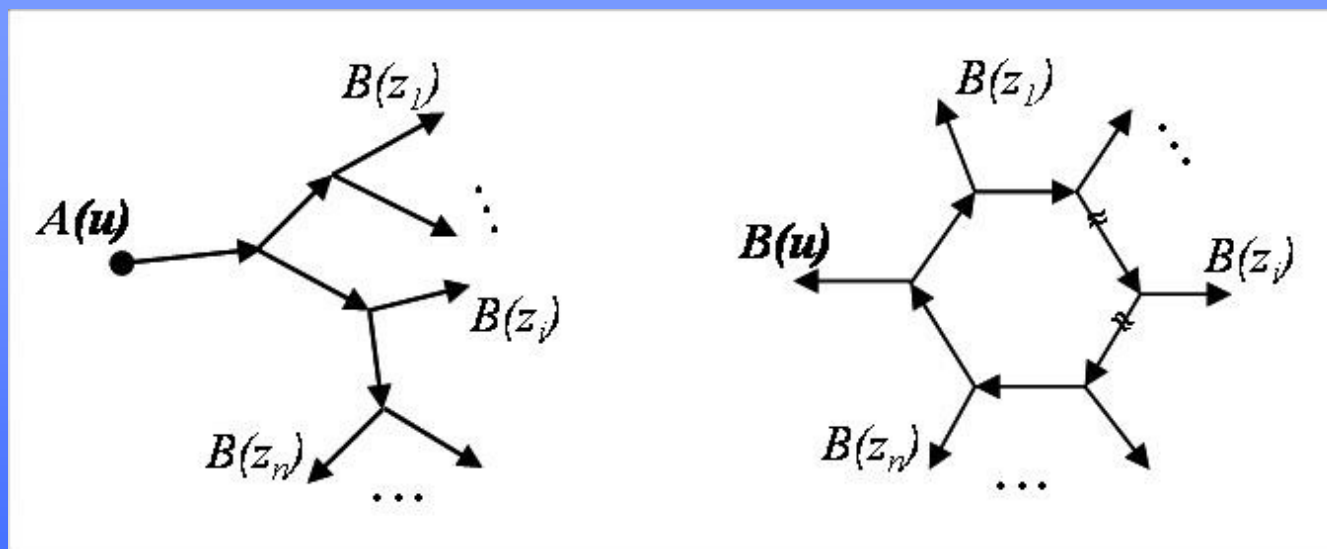 B(z₁)
A(u)
⋱
B(zᵢ)
B(zₙ)
...
B(z₁)
⋱
B(u)
B(zᵢ)
B(zₙ)
...